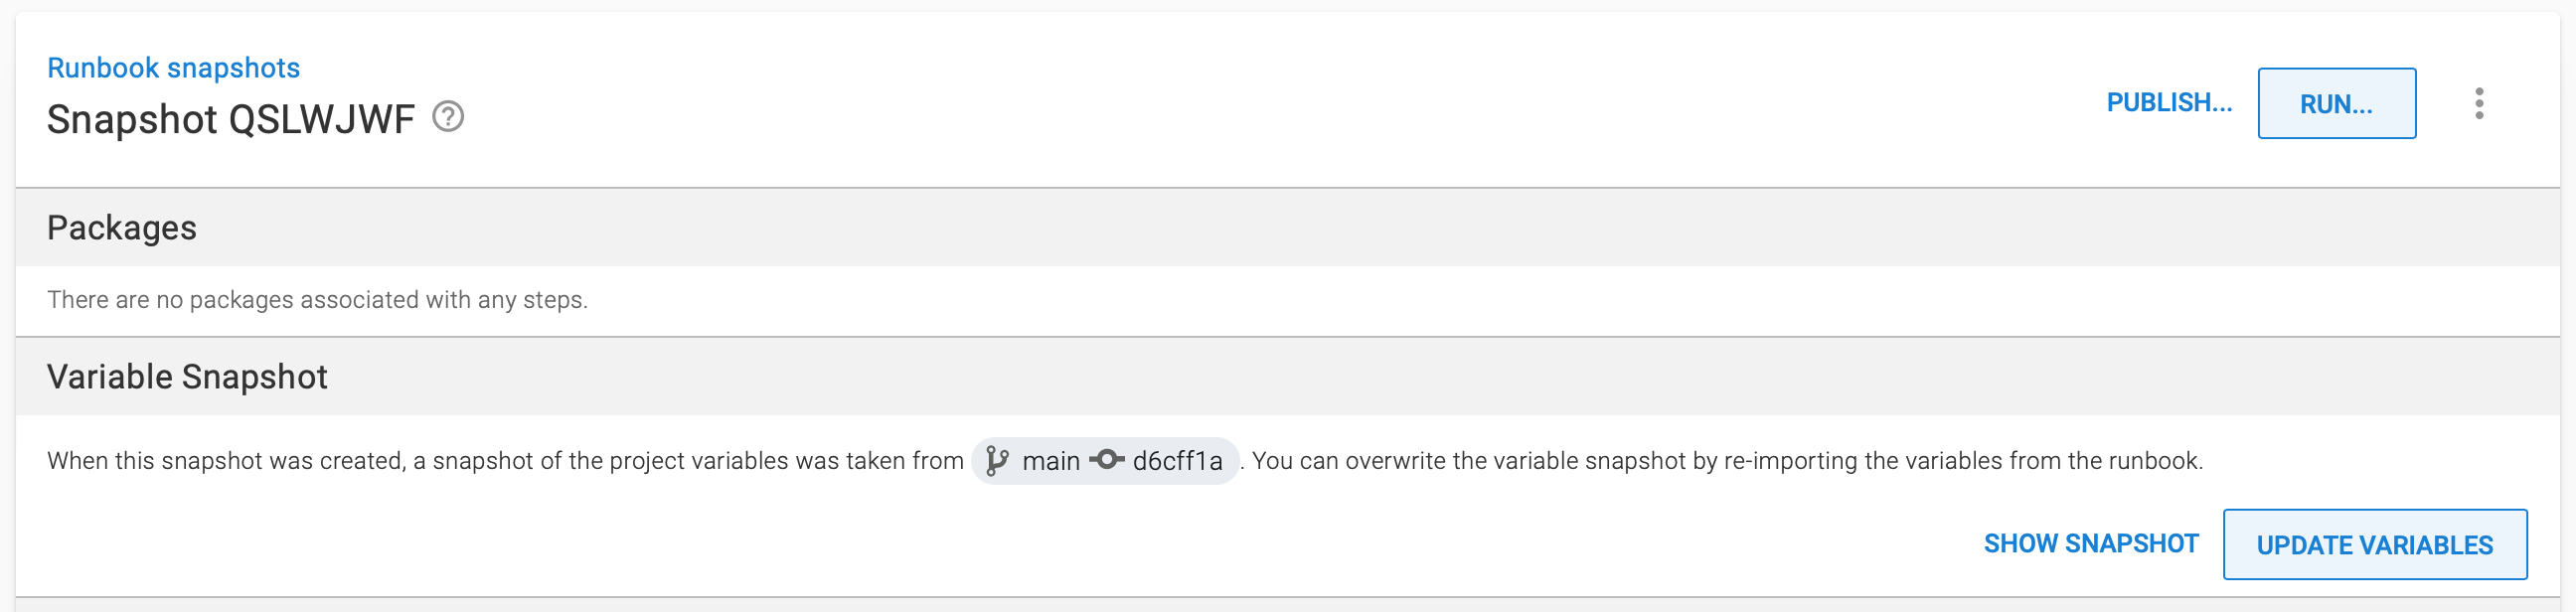 Runbook snapshots
Snapshot QSLWJWF ?
PUBLISH... RUN...
Packages
There are no packages associated with any steps.
Variable Snapshot
When this snapshot was created, a snapshot of the project variables was taken from main d6cff1a . You can overwrite the variable snapshot by re-importing the variables from the runbook.
SHOW SNAPSHOT UPDATE VARIABLES